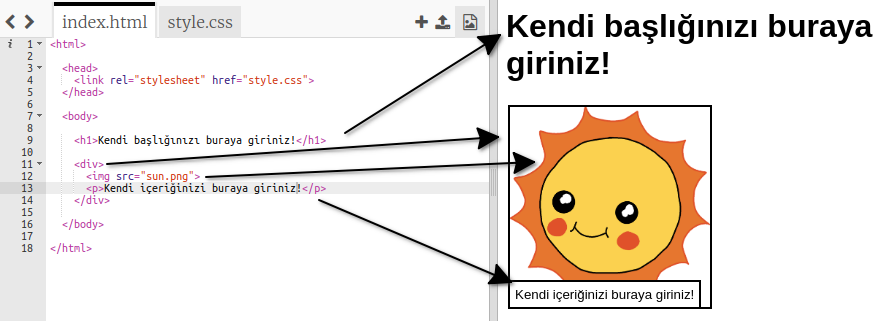 index.html
style.css
Kendi başlığınızı buraya
giriniz!
1 <html>
2
3 <head>
4 <link rel="stylesheet" href="style.css">
5 </head>
6
7 <body>
8
9 <h1>Kendi başlığınızı buraya giriniz!</h1>
10
11 <div>
12 <img src="sun.png">
13 <p>Kendi içeriğinizi buraya giriniz!</p>
14 </div>
15
16 </body>
17
18 </html>
Kendi içeriğinizi buraya giriniz!